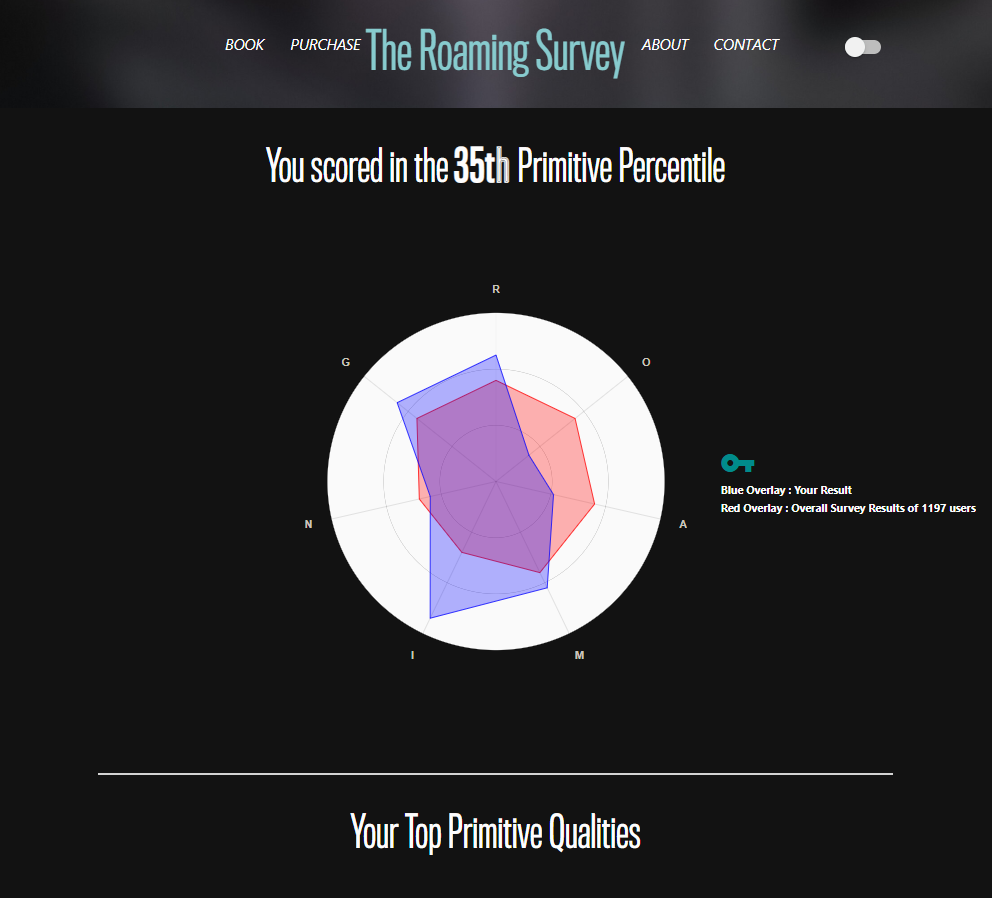 BOOK PURCHASE The Roaming Survey ABOUT CONTACT
You scored in the 35th Primitive Percentile
R
G O
Blue Overlay : Your Result
Red Overlay : Overall Survey Results of 1197 users
N A
I M
Your Top Primitive Qualities